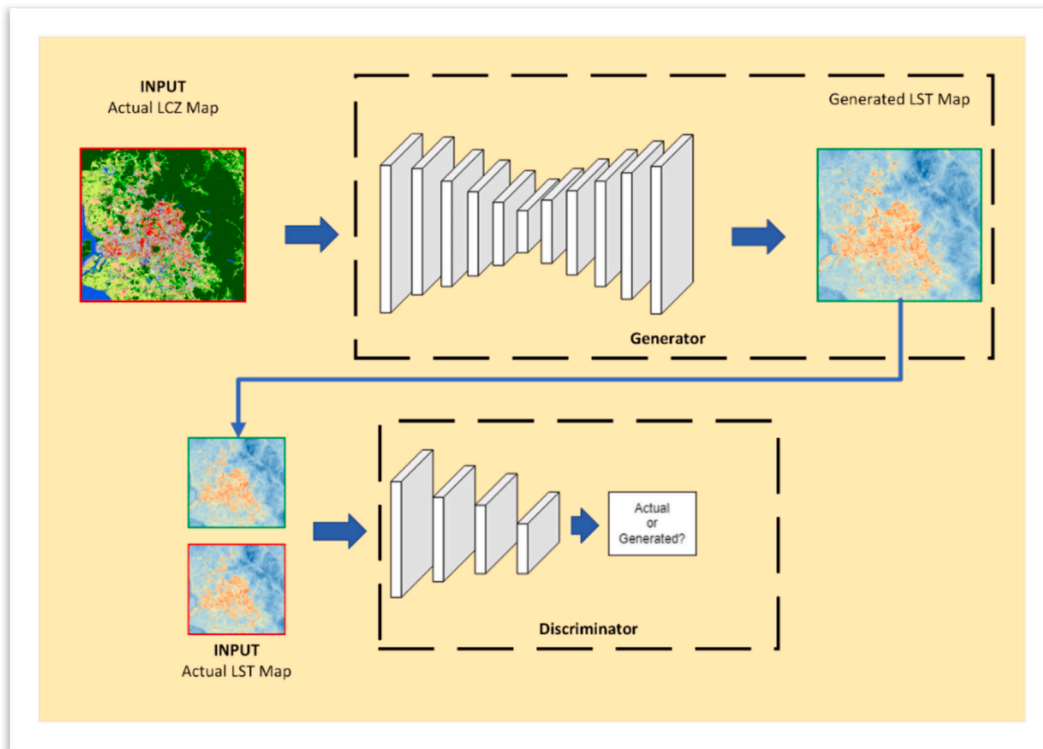 INPUT
Actual LCZ Map
Generated LST Map
Generator
Actual
or
Generated?
Discriminator
INPUT
Actual LST Map